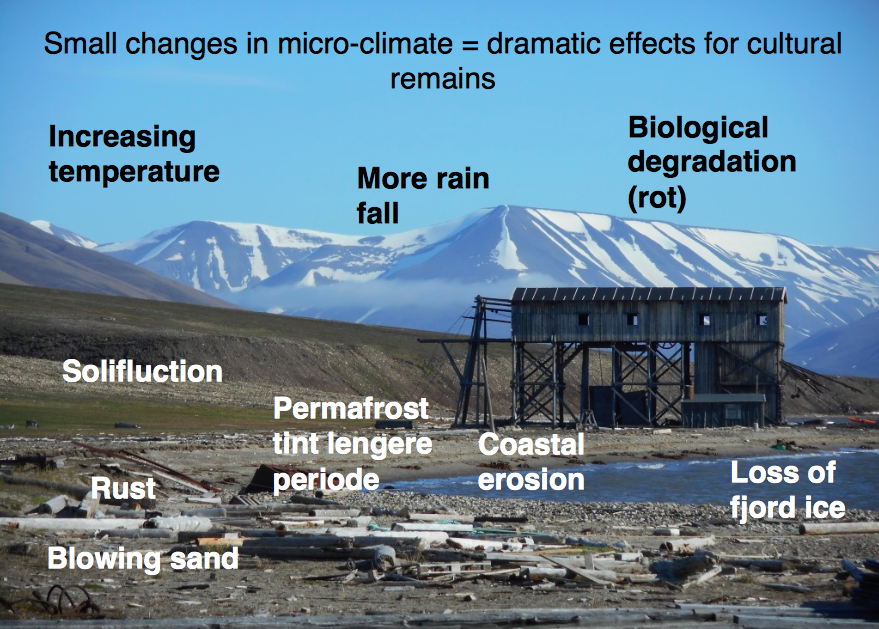 Small changes in micro-climate = dramatic effects for cultural
remains
Increasing
temperature
More rain
fall
Biological
degradation
(rot)
Solifluction
Permafrost
tint lengere
periode
Coastal
erosion
Loss of
fjord ice
Rust
Blowing sand